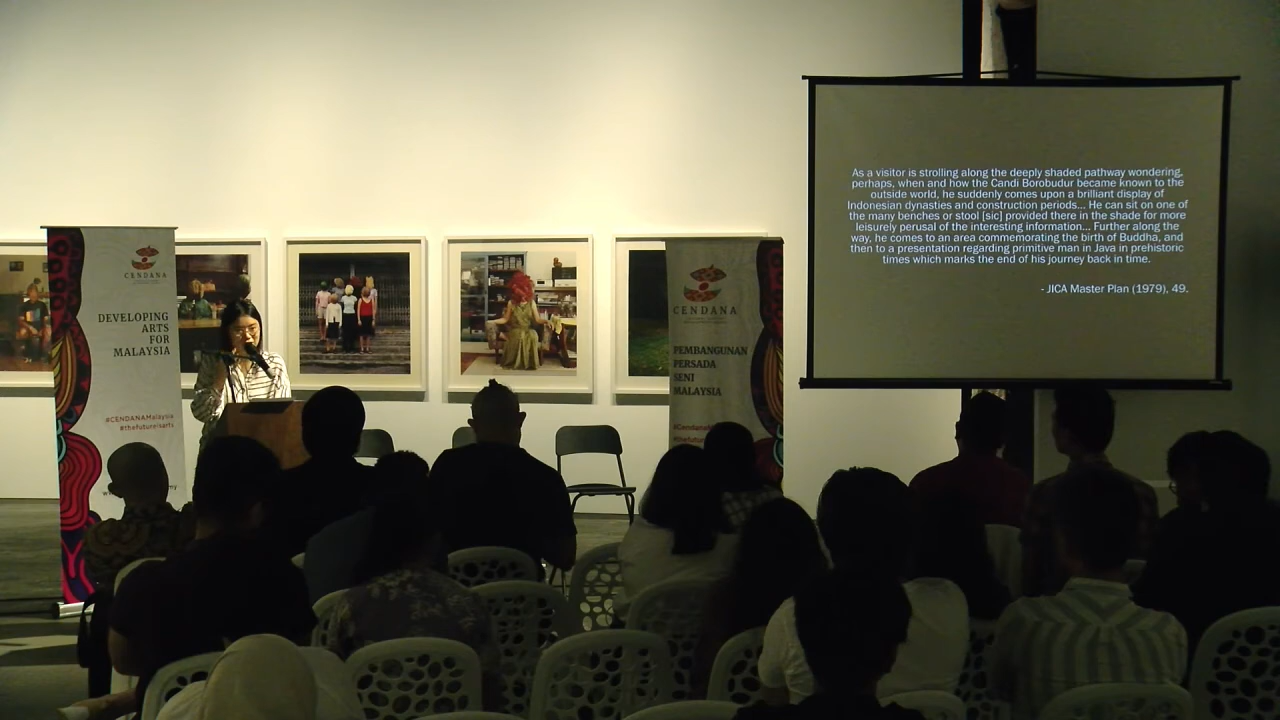 CENDANA
DEVELOPING
ARTS
FOR
MALAYSIA
#CENDANAMalaysia
#thefutureisarts
CENDANA
PEMBANGUNAN
PERSADA
SENI
MALAYSIA
As a visitor is strolling along the deeply shaded pathway wondering,
perhaps, when and how the Candi Borobudur became known to the
outside world, he suddenly comes upon a brilliant display of
Indonesian dynasties and construction periods... He can sit on one of
the many benches or stool [sic] provided there in the shade for more
leisurely perusal of the interesting information... Further along the
way, he comes to an area commemorating the birth of Buddha, and
then to a presentation regarding primitive man in Java in prehistoric
times which marks the end of his journey back in time.
- JICA Master Plan (1979), 49.